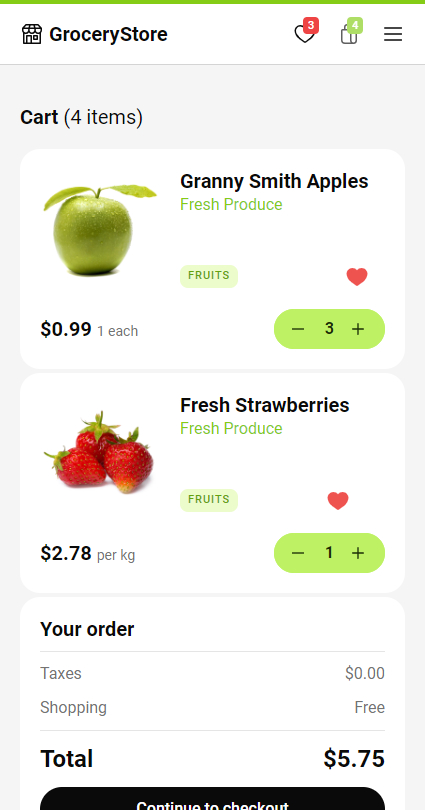 GroceryStore
3
4
Cart (4 items)
Granny Smith Apples
Fresh Produce
FRUITS
$0.99 1 each
3
Fresh Strawberries
Fresh Produce
FRUITS
$2.78 per kg
1
Your order
Taxes $0.00
Shopping Free
Total $5.75
Continue to checkout